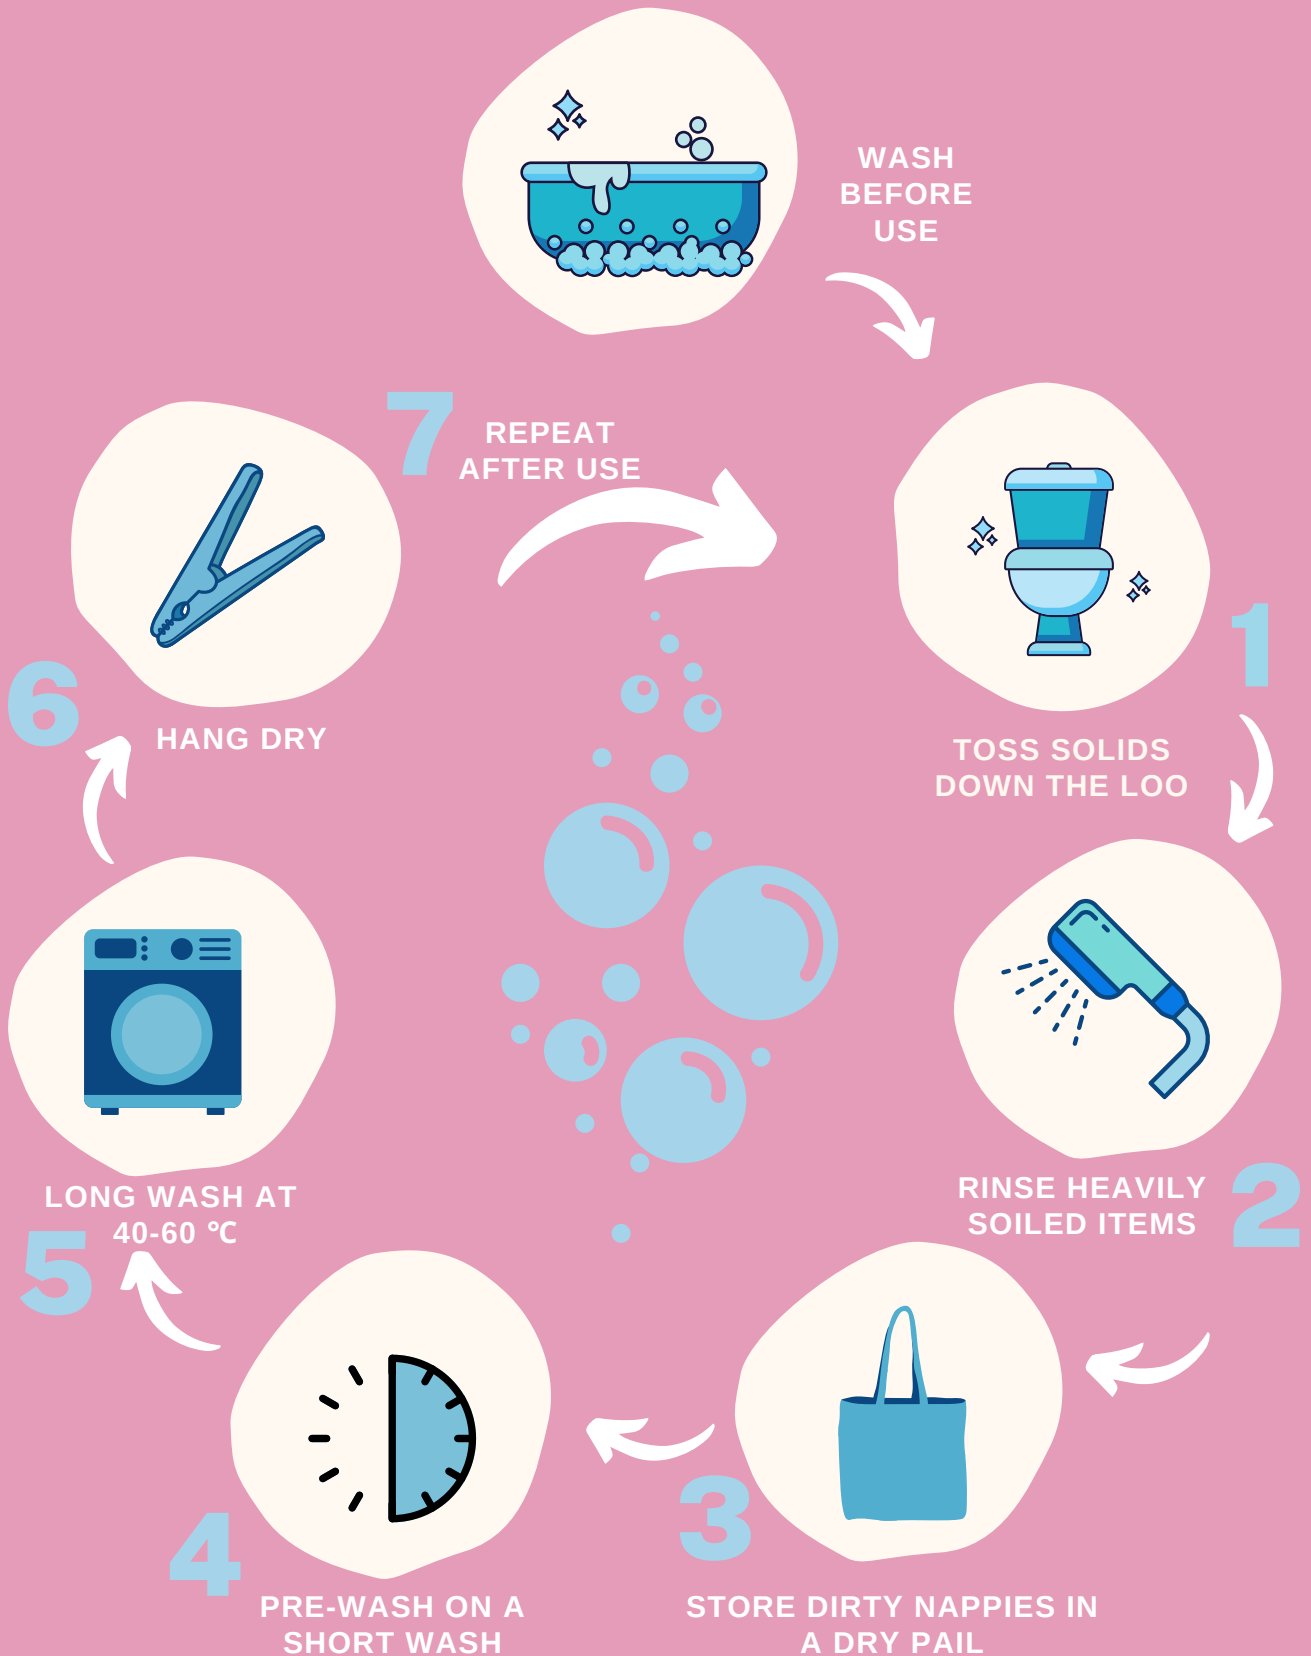 WASH
BEFORE
USE
1
TOSS SOLIDS
DOWN THE LOO
2
RINSE HEAVILY
SOILED ITEMS
3
STORE DIRTY NAPPIES IN
A DRY PAIL
4
PRE-WASH ON A
SHORT WASH
5
LONG WASH AT
40-60 ℃
6
HANG DRY
7
REPEAT
AFTER USE